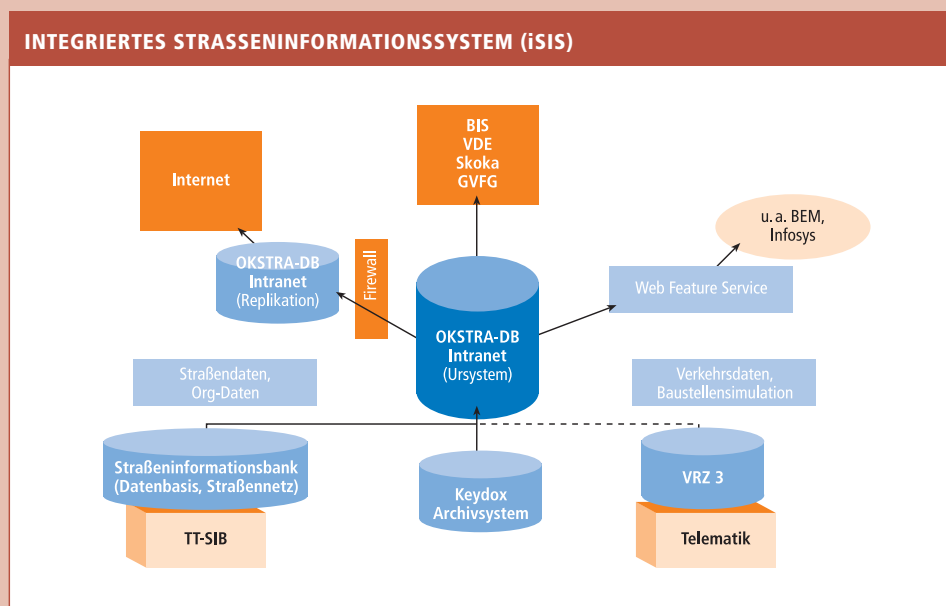 INTEGRIERTES STRASSENINFORMATIONSSYSTEM (iSIS)
BIS
VDE
Skoka
GVFG
Internet
u. a. BEM,
Infosys
OKSTRA-DB
Intranet
(Replikation)
Firewall
Web Feature Service
OKSTRA-DB
Intranet
(Ursystem)
Straßendaten,
Org-Daten
Verkehrsdaten,
Baustellensimulation
Straßeninformationsbank
(Datenbasis, Straßennetz)
Keydox
Archivsystem
VRZ 3
TT-SIB
Telematik